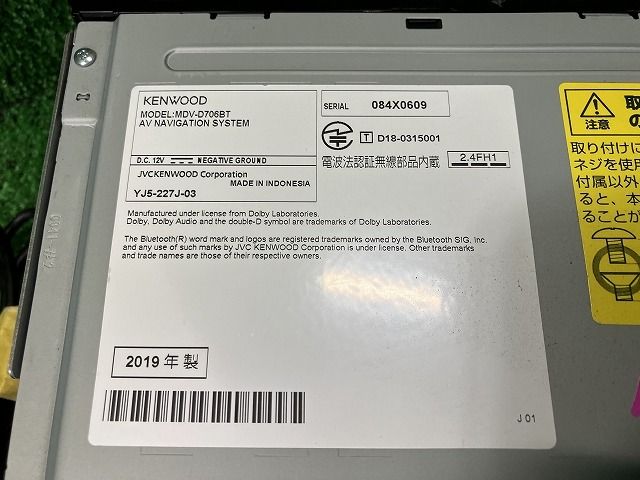 KENWOOD
MODEL:MDV-D706BT
AV NAVIGATION SYSTEM
D.C. 12V NEGATIVE GROUND
JVCKENWOOD Corporation
MADE IN INDONESIA
YJ5-227J-03
SERIAL 084X0609
T D18-0315001
電波法認証無線部品内蔵 2.4FH1
Manufactured under license from Dolby Laboratories.
Dolby, Dolby Audio and the double-D symbol are trademarks of Dolby Laboratories.
The Bluetooth(R) word mark and logos are registered trademarks owned by the Bluetooth SIG, Inc.
and any use of such marks by JVC KENWOOD Corporation is under license. Other trademarks
and trade names are those of their respective owners.
2019 年 製
J 01
注意
取
の
取り付けに
ネジを使用
付属以外
ると、本
ることが